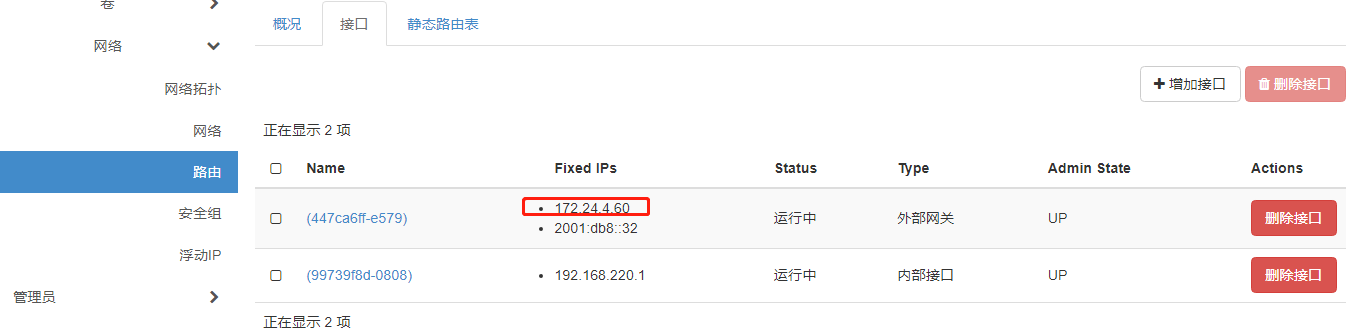 卷
网络
网络拓扑
网络
路由
安全组
浮动IP
管理员
概况 接口 静态路由表
增加接口 删除接口
正在显示 2 项
Name Fixed IPs Status Type Admin State Actions
(447ca6ff-e579) 172.24.4.60 运行中 外部网关 UP 删除接口
2001:db8::32
(99739f8d-0808) 192.168.220.1 运行中 内部接口 UP 删除接口
正在显示 2 项